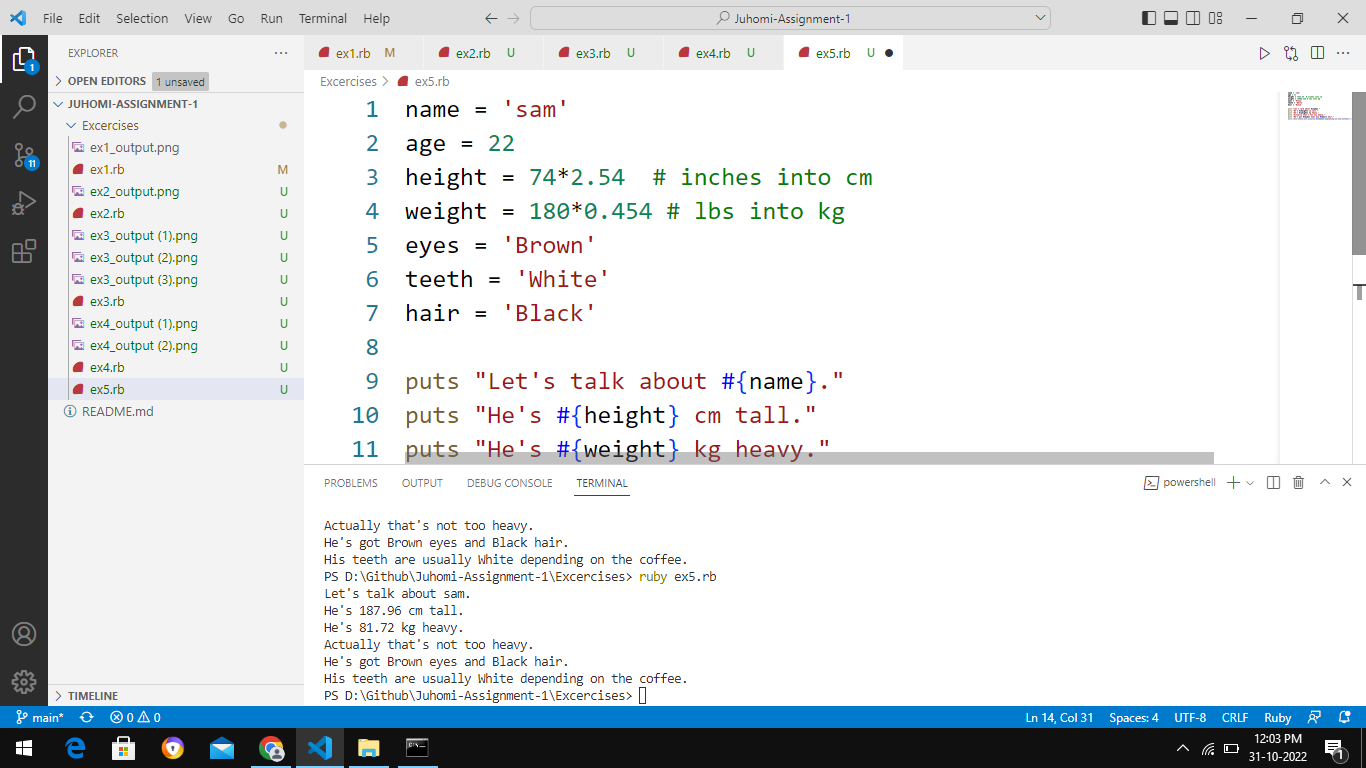 File Edit Selection View Go Run Terminal Help
Juhomi-Assignment-1
EXPLORER
OPEN EDITORS 1 unsaved
JUHOMI-ASSIGNMENT-1
Excercises
ex1_output.png
ex1.rb M
ex2_output.png U
ex2.rb U
ex3_output (1).png U
ex3_output (2).png U
ex3_output (3).png U
ex3.rb U
ex4_output (1).png U
ex4_output (2).png U
ex4.rb U
ex5.rb U
README.md
TIMELINE
1
11
ex1.rb M ex2.rb U ex3.rb U ex4.rb U ex5.rb U
Excercises > ex5.rb
1 name = 'sam'
2 age = 22
3 height = 74*2.54  # inches into cm
4 weight = 180*0.454 # lbs into kg
5 eyes = 'Brown'
6 teeth = 'White'
7 hair = 'Black'
8
9 puts "Let's talk about #{name}."
10 puts "He's #{height} cm tall."
11 puts "He's #{weight} kg heavy."
PROBLEMS OUTPUT DEBUG CONSOLE TERMINAL powershell
Actually that's not too heavy.
He's got Brown eyes and Black hair.
His teeth are usually White depending on the coffee.
PS D:\Github\Juhomi-Assignment-1\Excercises> ruby ex5.rb
Let's talk about sam.
He's 187.96 cm tall.
He's 81.72 kg heavy.
Actually that's not too heavy.
He's got Brown eyes and Black hair.
His teeth are usually White depending on the coffee.
PS D:\Github\Juhomi-Assignment-1\Excercises>
main* 0 0 Ln 14, Col 31 Spaces: 4 UTF-8 CRLF Ruby
12:03 PM
31-10-2022
1